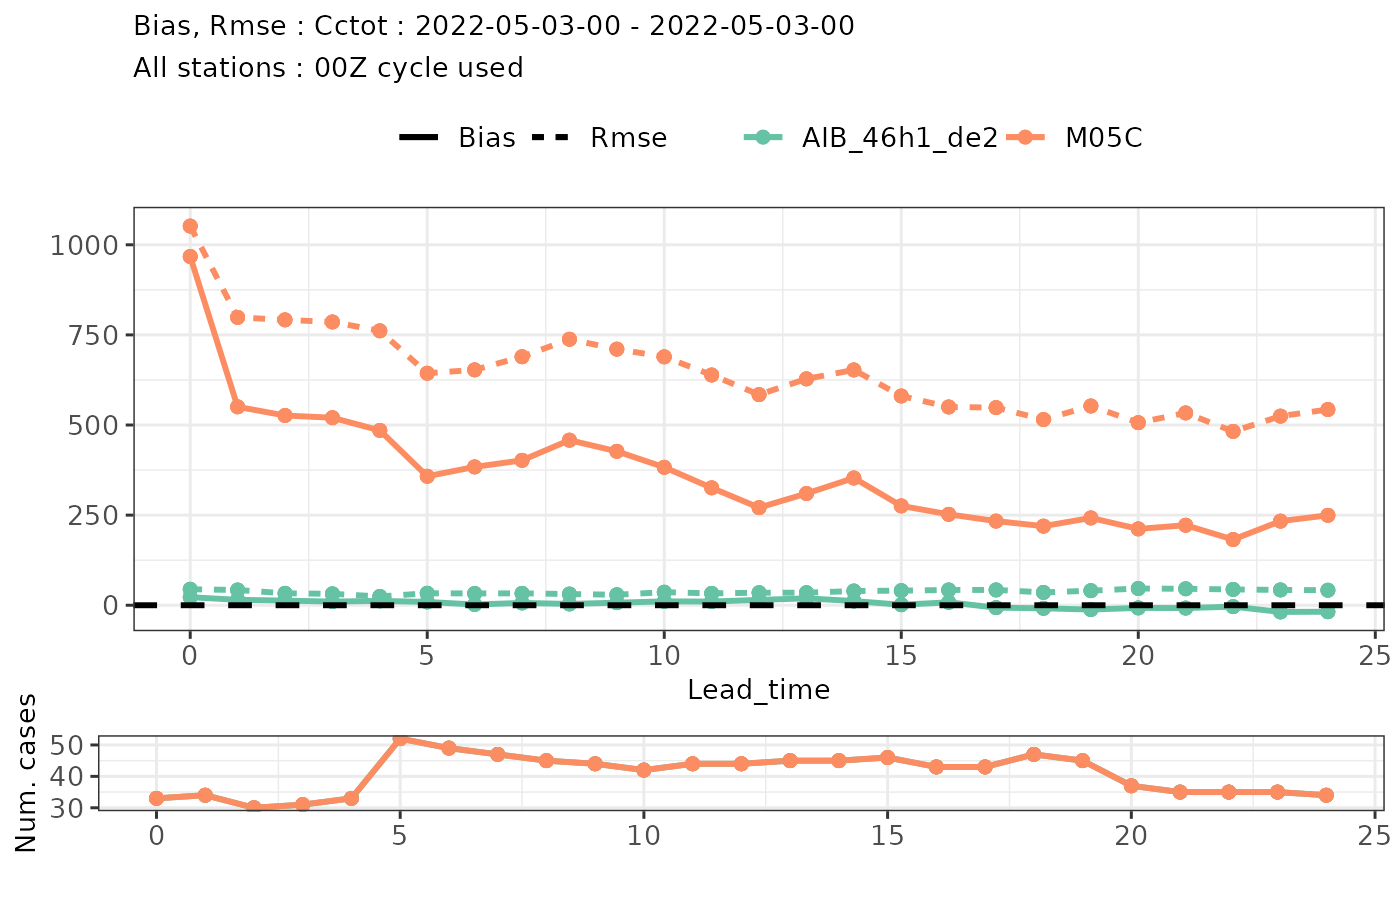 Bias, Rmse : Cctot : 2022-05-03-00 - 2022-05-03-00
All stations : 00Z cycle used
Bias Rmse AIB_46h1_de2 M05C
1000
750
500
250
0
0 5 10 15 20 25
Lead_time
Num. cases
50
40
30
0 5 10 15 20 25